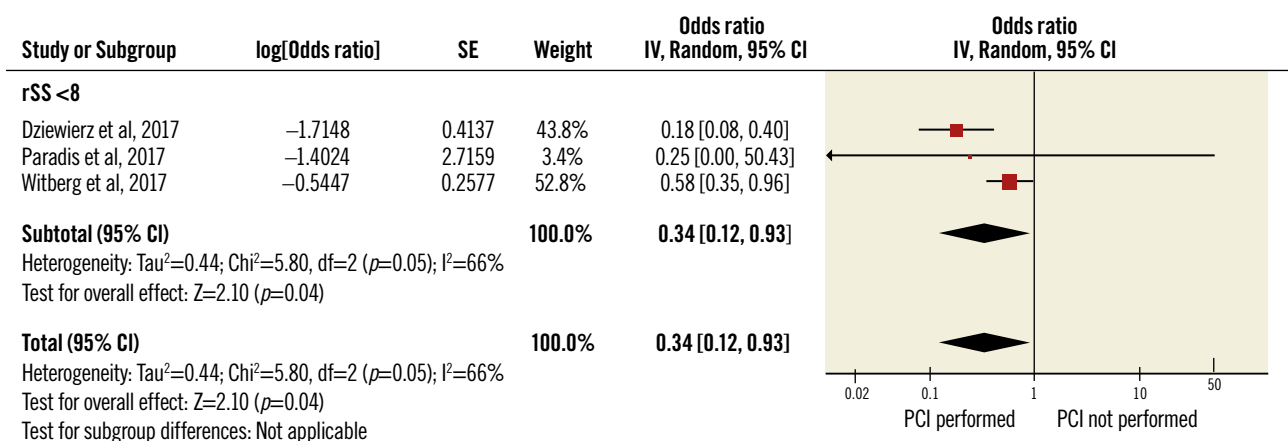 Odds ratio Odds ratio
Study or Subgroup log[Odds ratio] SE Weight IV, Random, 95% CI IV, Random, 95% CI
rSS <8
Dziewierz et al, 2017 –1.7148 0.4137 43.8% 0.18 [0.08, 0.40]
Paradis et al, 2017 –1.4024 2.7159 3.4% 0.25 [0.00, 50.43]
Witberg et al, 2017 –0.5447 0.2577 52.8% 0.58 [0.35, 0.96]
Subtotal (95% CI) 100.0% 0.34 [0.12, 0.93]
Heterogeneity: Tau²=0.44; Chi²=5.80, df=2 (p=0.05); I²=66%
Test for overall effect: Z=2.10 (p=0.04)
Total (95% CI) 100.0% 0.34 [0.12, 0.93]
Heterogeneity: Tau²=0.44; Chi²=5.80, df=2 (p=0.05); I²=66%
Test for overall effect: Z=2.10 (p=0.04)
Test for subgroup differences: Not applicable
0.02 0.1 1 10 50
PCI performed PCI not performed